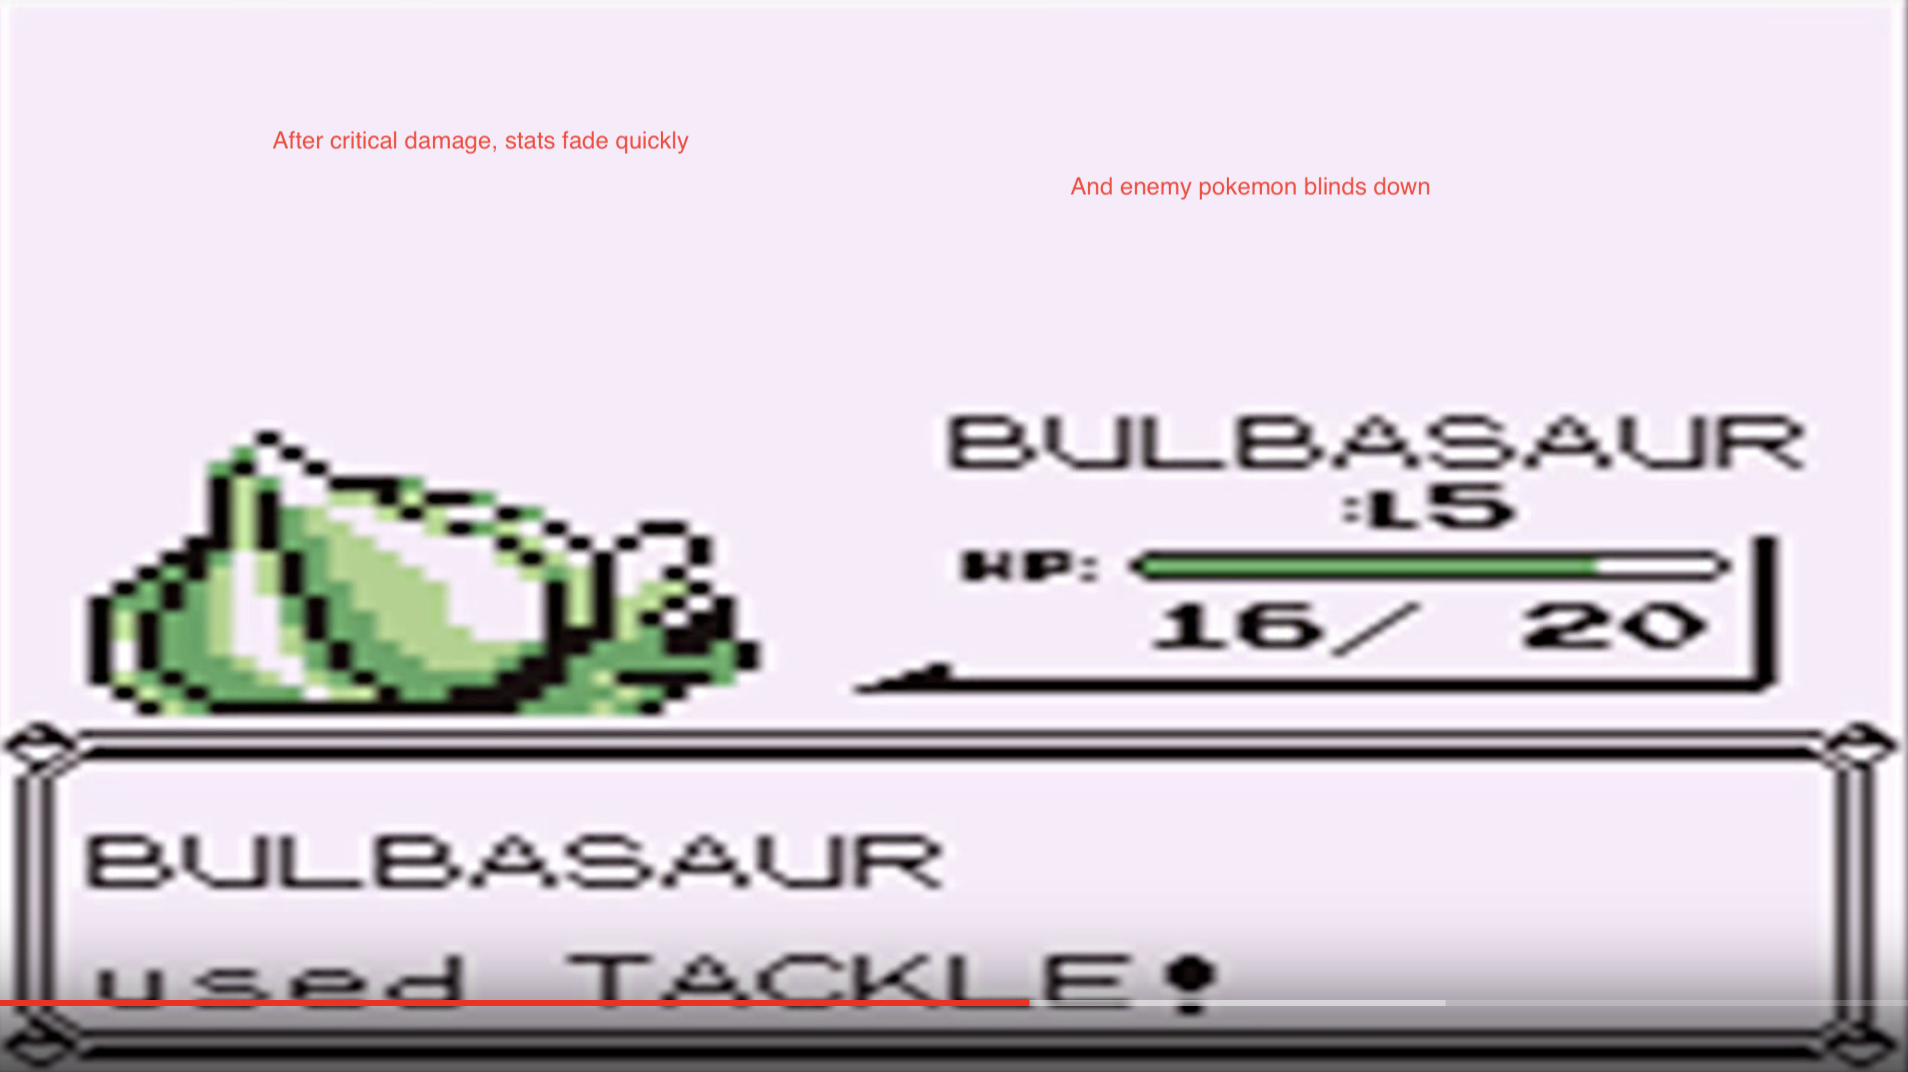 After critical damage, stats fade quickly
And enemy pokemon blinds down
BULBASAUR
:L5
HP:
16/ 20
BULBASAUR
used TACKLE!